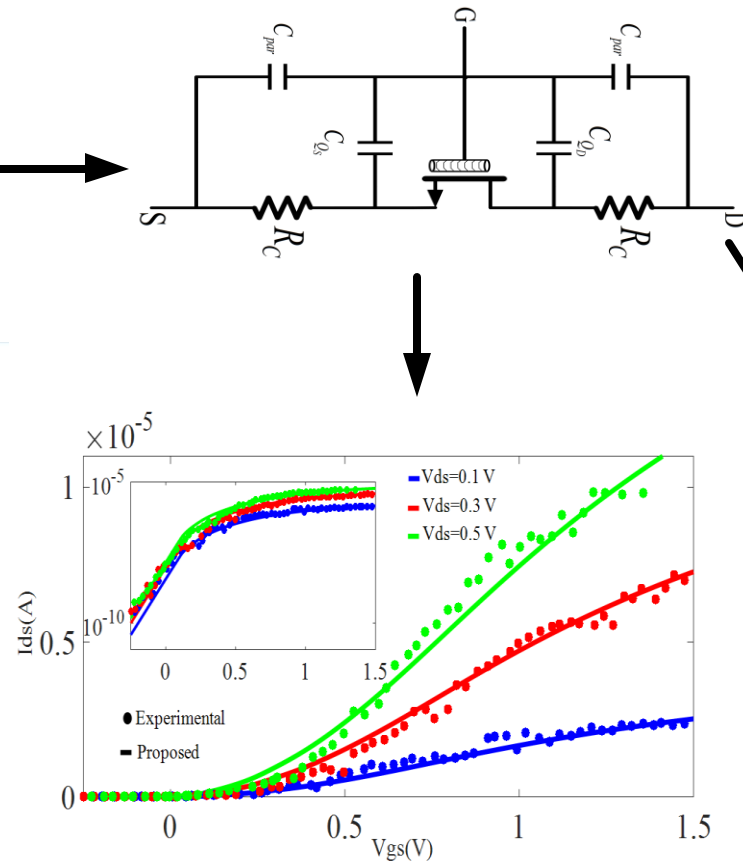 G
C_par
C_par
C_Qs
C_QD
S
R_C
R_C
D
×10^-5
1
0.5
0
10^-5
10^-10
0
0.5
1
1.5
Vds=0.1 V
Vds=0.3 V
Vds=0.5 V
Experimental
Proposed
Ids(A)
0
0.5
1
1.5
Vgs(V)